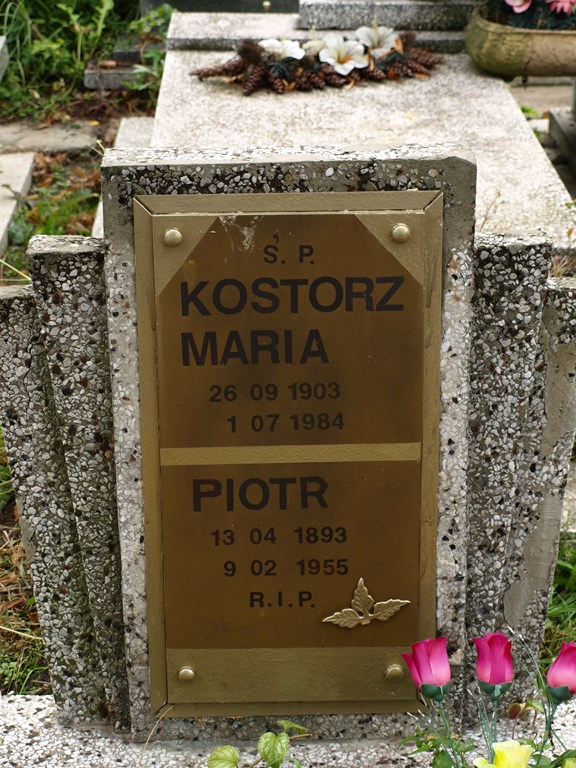 Ś. P.
KOSTORZ
MARIA
26 09 1903
1 07 1984
PIOTR
13 04 1893
9 02 1955
R.I.P.